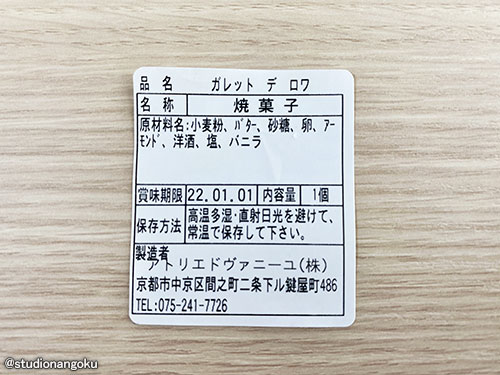 品 名 ガレット デ ロワ
名 称 焼 菓 子
原材料名:小麦粉、ﾊﾞﾀｰ、砂糖、卵、ｱｰ
ﾓﾝﾄﾞ、洋酒、塩、バニラ
賞味期限 22.01.01 内容量 1個
保存方法 高温多湿・直射日光を避けて、
常温で保存して下さい。
製造者
アトリエドヴァニーユ(株)
京都市中京区間之町二条下ル鍵屋町486
TEL:075-241-7726
@studionangoku